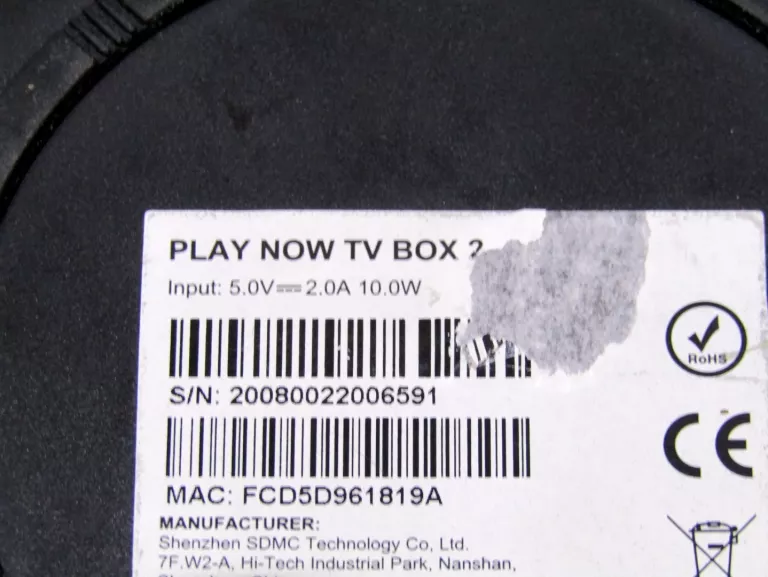 PLAY NOW TV BOX 2
Input: 5.0V⎓2.0A 10.0W
RoHS
S/N: 20080022006591
CE
MAC: FCD5D961819A
MANUFACTURER:
Shenzhen SDMC Technology Co, Ltd.
7F.W2-A, Hi-Tech Industrial Park, Nanshan,